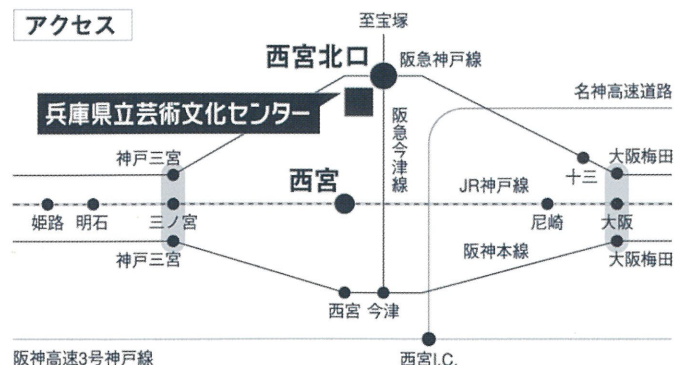 アクセス
至宝塚
西宮北口
阪急神戸線
名神高速道路
兵庫県立芸術文化センター
阪急今津線
神戸三宮
西宮
JR神戸線
十三
大阪梅田
姫路
明石
三ノ宮
尼崎
大阪
神戸三宮
阪神本線
大阪梅田
西宮
今津
阪神高速3号神戸線
西宮I.C.